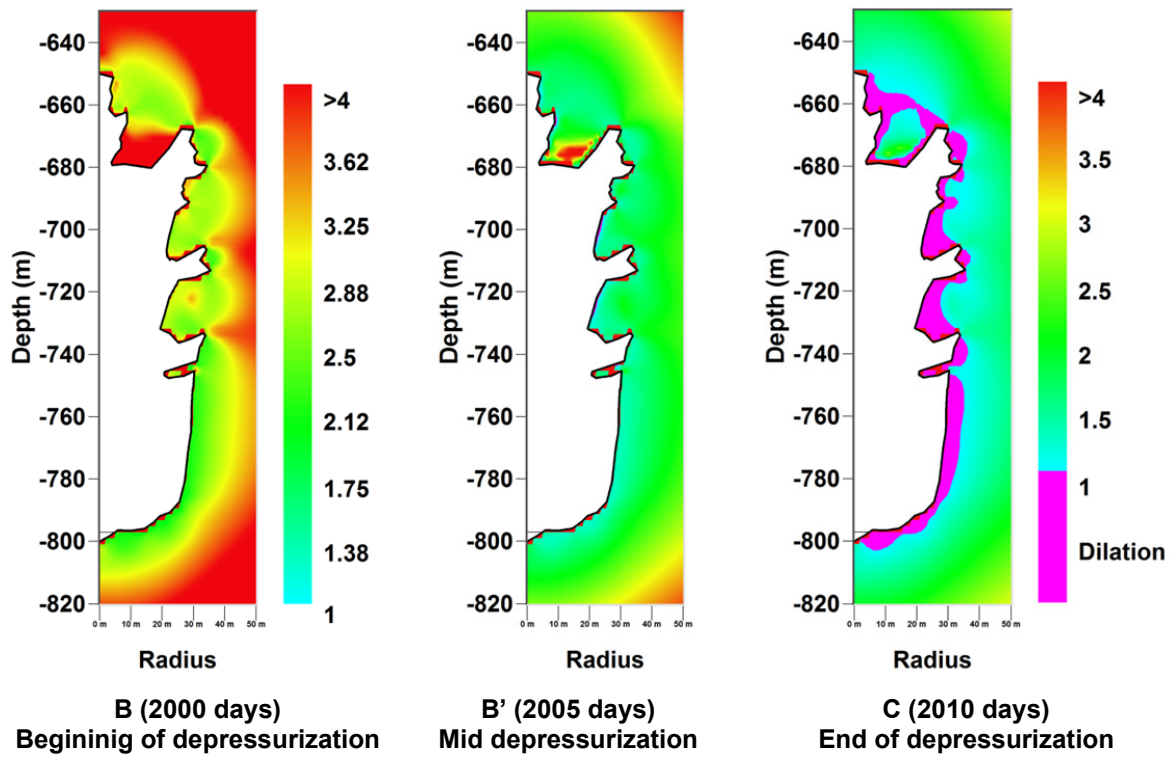 -640
-660
-680
-700
-720
-740
-760
-780
-800
-820
Depth (m)
0 m 10 m 20 m 30 m 40 m 50 m
Radius
>4
3.62
3.25
2.88
2.5
2.12
1.75
1.38
1
B (2000 days)
Begininig of depressurization
-640
-660
-680
-700
-720
-740
-760
-780
-800
-820
Depth (m)
0 m 10 m 20 m 30 m 40 m 50 m
Radius
B’ (2005 days)
Mid depressurization
-640
-660
-680
-700
-720
-740
-760
-780
-800
-820
Depth (m)
0 m 10 m 20 m 30 m 40 m 50 m
Radius
>4
3.5
3
2.5
2
1.5
1
Dilation
C (2010 days)
End of depressurization